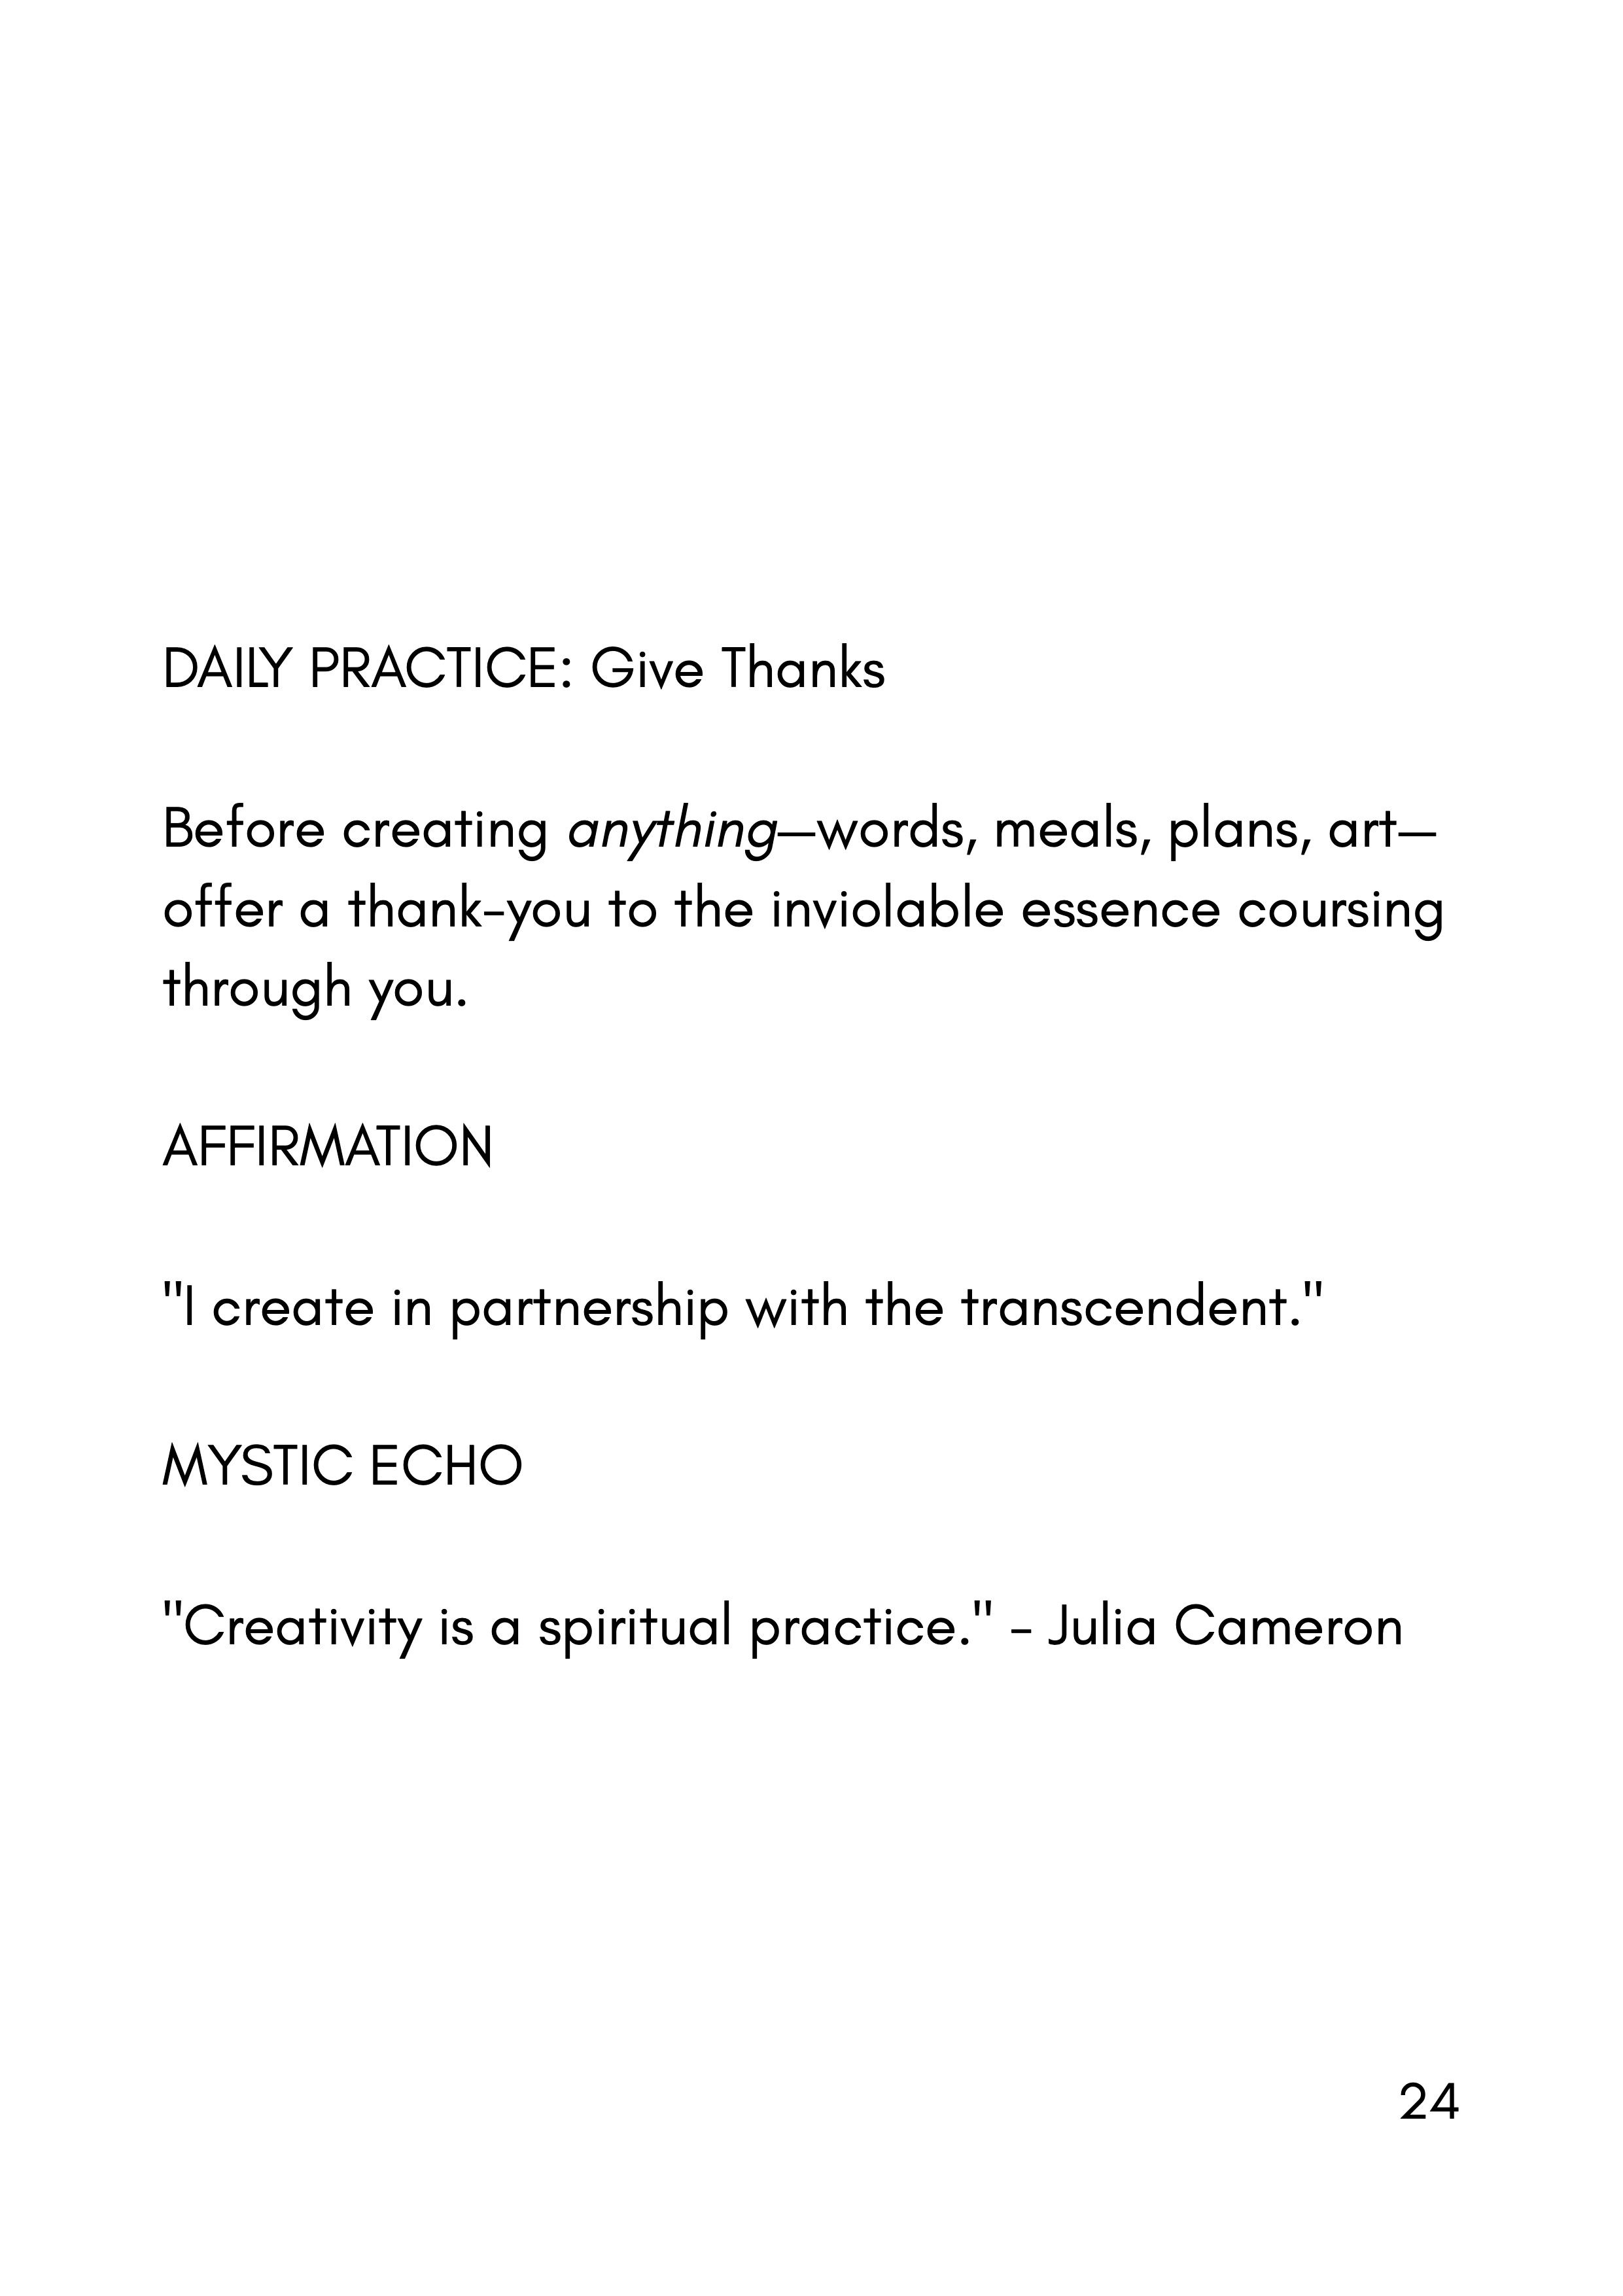 DAILY PRACTICE: Give Thanks
Before creating anything—words, meals, plans, art—
offer a thank-you to the inviolable essence coursing
through you.
AFFIRMATION
"I create in partnership with the transcendent."
MYSTIC ECHO
"Creativity is a spiritual practice." - Julia Cameron
24